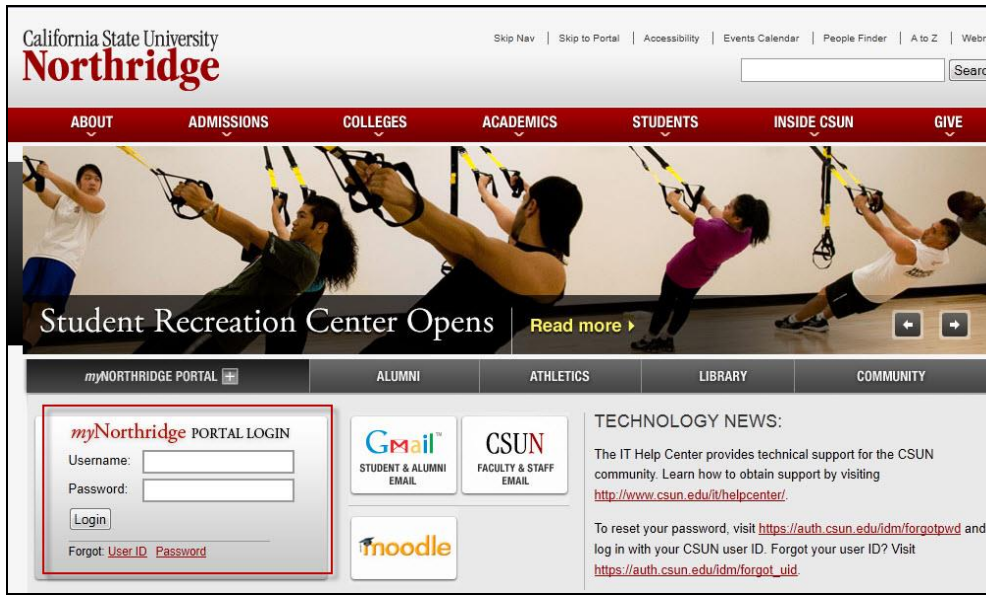 California State University
Northridge
Skip Nav | Skip to Portal | Accessibility | Events Calendar | People Finder | A to Z |
ABOUT ADMISSIONS COLLEGES ACADEMICS STUDENTS INSIDE CSUN GIVE
Student Recreation Center Opens Read more
myNORTHRIDGE PORTAL ALUMNI ATHLETICS LIBRARY COMMUNITY
myNorthridge PORTAL LOGIN
Username:
Password:
Login
Forgot: User ID Password
Gmail™
STUDENT & ALUMNI
EMAIL
CSUN
FACULTY & STAFF
EMAIL
moodle
TECHNOLOGY NEWS:
The IT Help Center provides technical support for the CSUN
community. Learn how to obtain support by visiting
http://www.csun.edu/it/helpcenter/.
To reset your password, visit https://auth.csun.edu/idm/forgotpwd and
log in with your CSUN user ID. Forgot your user ID? Visit
https://auth.csun.edu/idm/forgot_uid.